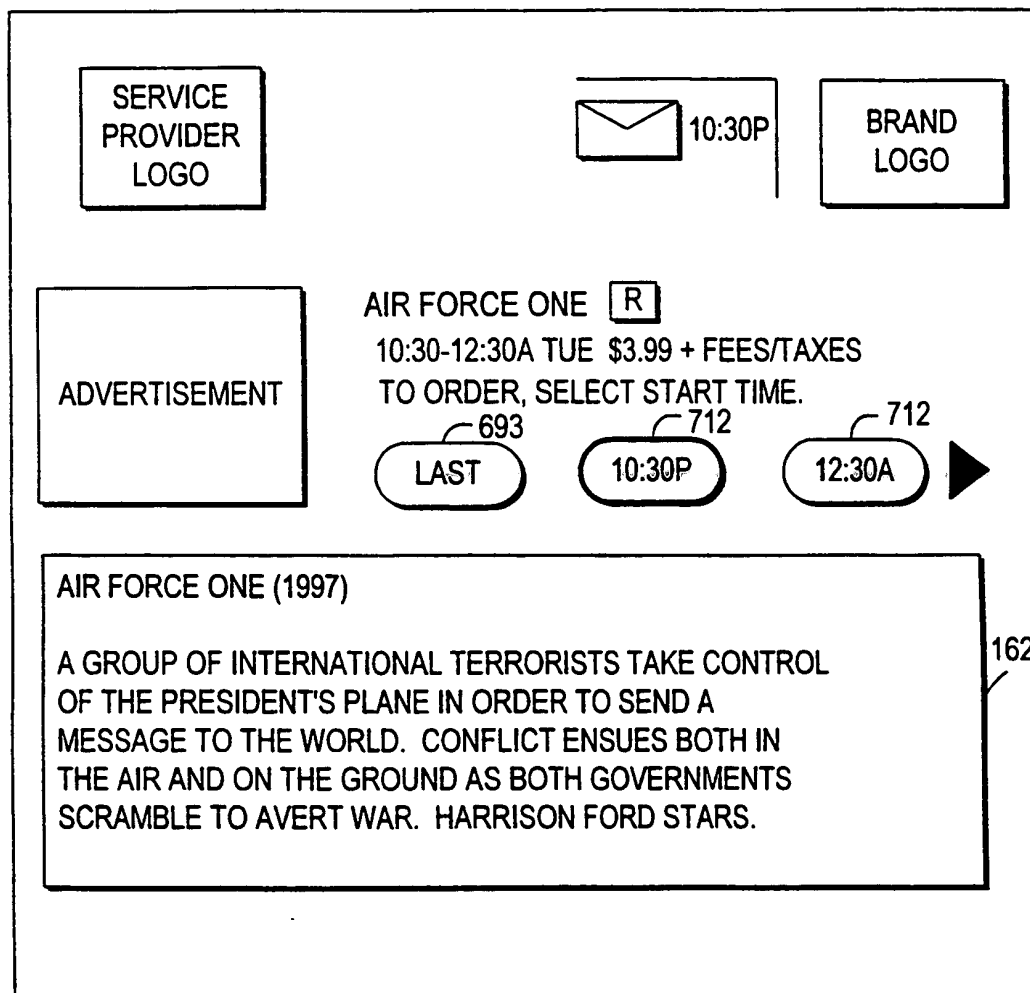 SERVICE
PROVIDER
LOGO
10:30P
BRAND
LOGO
ADVERTISEMENT
AIR FORCE ONE R
10:30-12:30A TUE $3.99 + FEES/TAXES
TO ORDER, SELECT START TIME.
693 712 712
LAST 10:30P 12:30A
AIR FORCE ONE (1997)
A GROUP OF INTERNATIONAL TERRORISTS TAKE CONTROL
OF THE PRESIDENT'S PLANE IN ORDER TO SEND A
MESSAGE TO THE WORLD. CONFLICT ENSUES BOTH IN
THE AIR AND ON THE GROUND AS BOTH GOVERNMENTS
SCRAMBLE TO AVERT WAR. HARRISON FORD STARS.
162